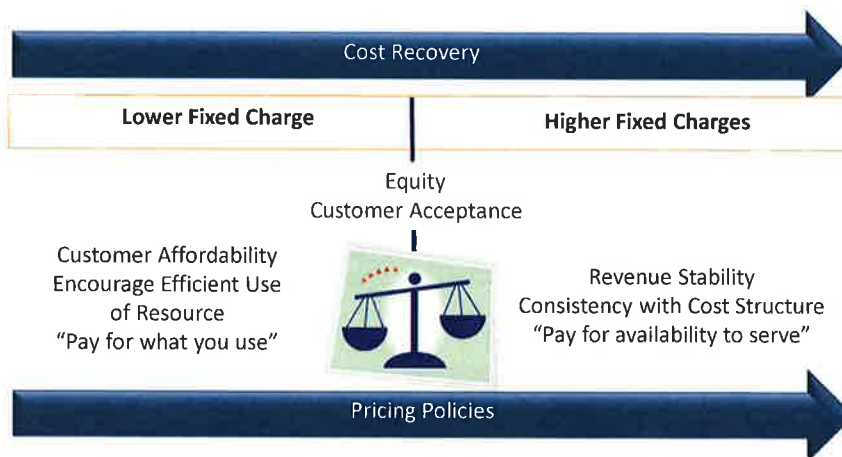 Cost Recovery
Lower Fixed Charge
Higher Fixed Charges
Equity
Customer Acceptance
Customer Affordability
Encourage Efficient Use
of Resource
“Pay for what you use”
Revenue Stability
Consistency with Cost Structure
“Pay for availability to serve”
Pricing Policies